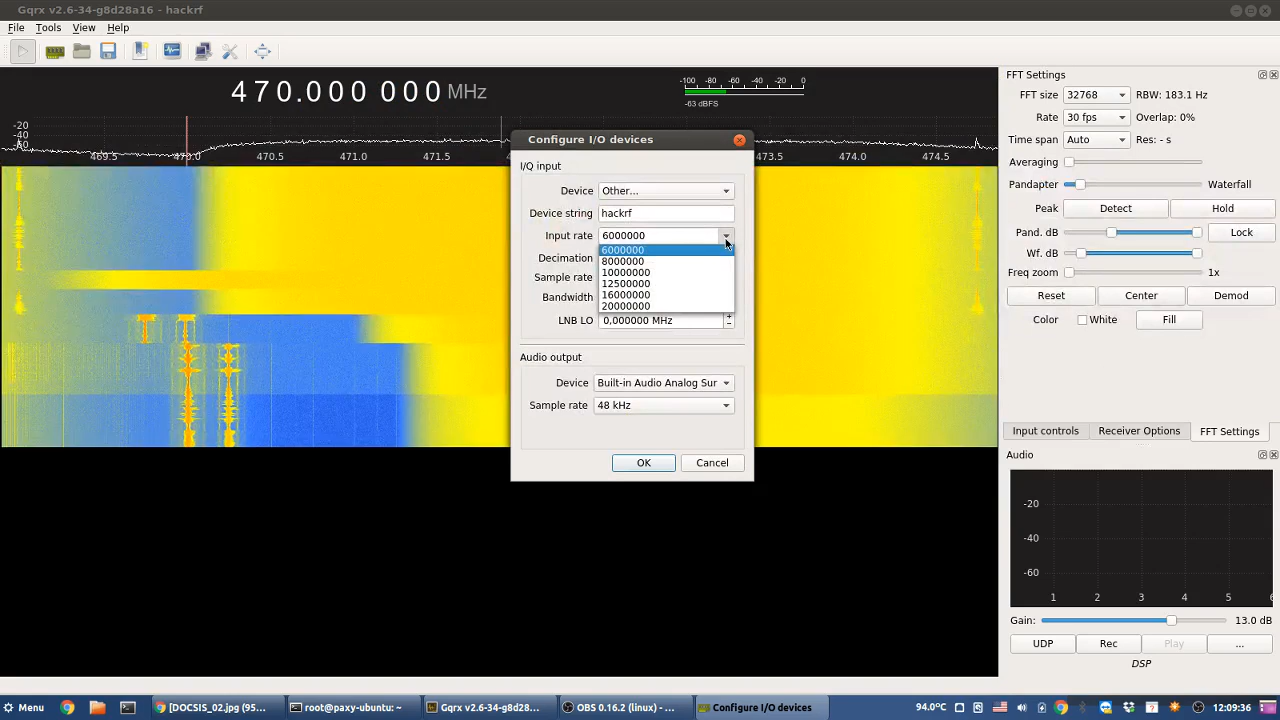 Gqrx v2.6-34-g8d28a16 - hackrf
File Tools View Help
470.000 000 MHz
-100 -80 -60 -40 -20 0
-63 dBFS
-20
-40
-60
469.5 470.0 470.5 471.0 471.5 473.5 474.0 474.5
Configure I/O devices
I/Q input
Device Other...
Device string hackrf
Input rate 6000000
6000000
8000000
10000000
12500000
16000000
20000000
Decimation
Sample rate
Bandwidth
LNB LO 0,000000 MHz
Audio output
Device Built-in Audio Analog Sur
Sample rate 48 kHz
OK Cancel
FFT Settings
FFT size 32768 RBW: 183.1 Hz
Rate 30 fps Overlap: 0%
Time span Auto Res: - s
Averaging
Pandapter Waterfall
Peak Detect Hold
Pand. dB Lock
Wf. dB
Freq zoom 1x
Reset Center Demod
Color White Fill
Input controls Receiver Options FFT Settings
Audio
-20
-40
-60
1 2 3 4 5 6
Gain: 13.0 dB
UDP Rec Play ...
DSP
Menu [DOCSIS_02.jpg (95... root@paxy-ubuntu: ~ Gqrx v2.6-34-g8d28... OBS 0.16.2 (linux) - ... Configure I/O devices 94.0°C 12:09:36